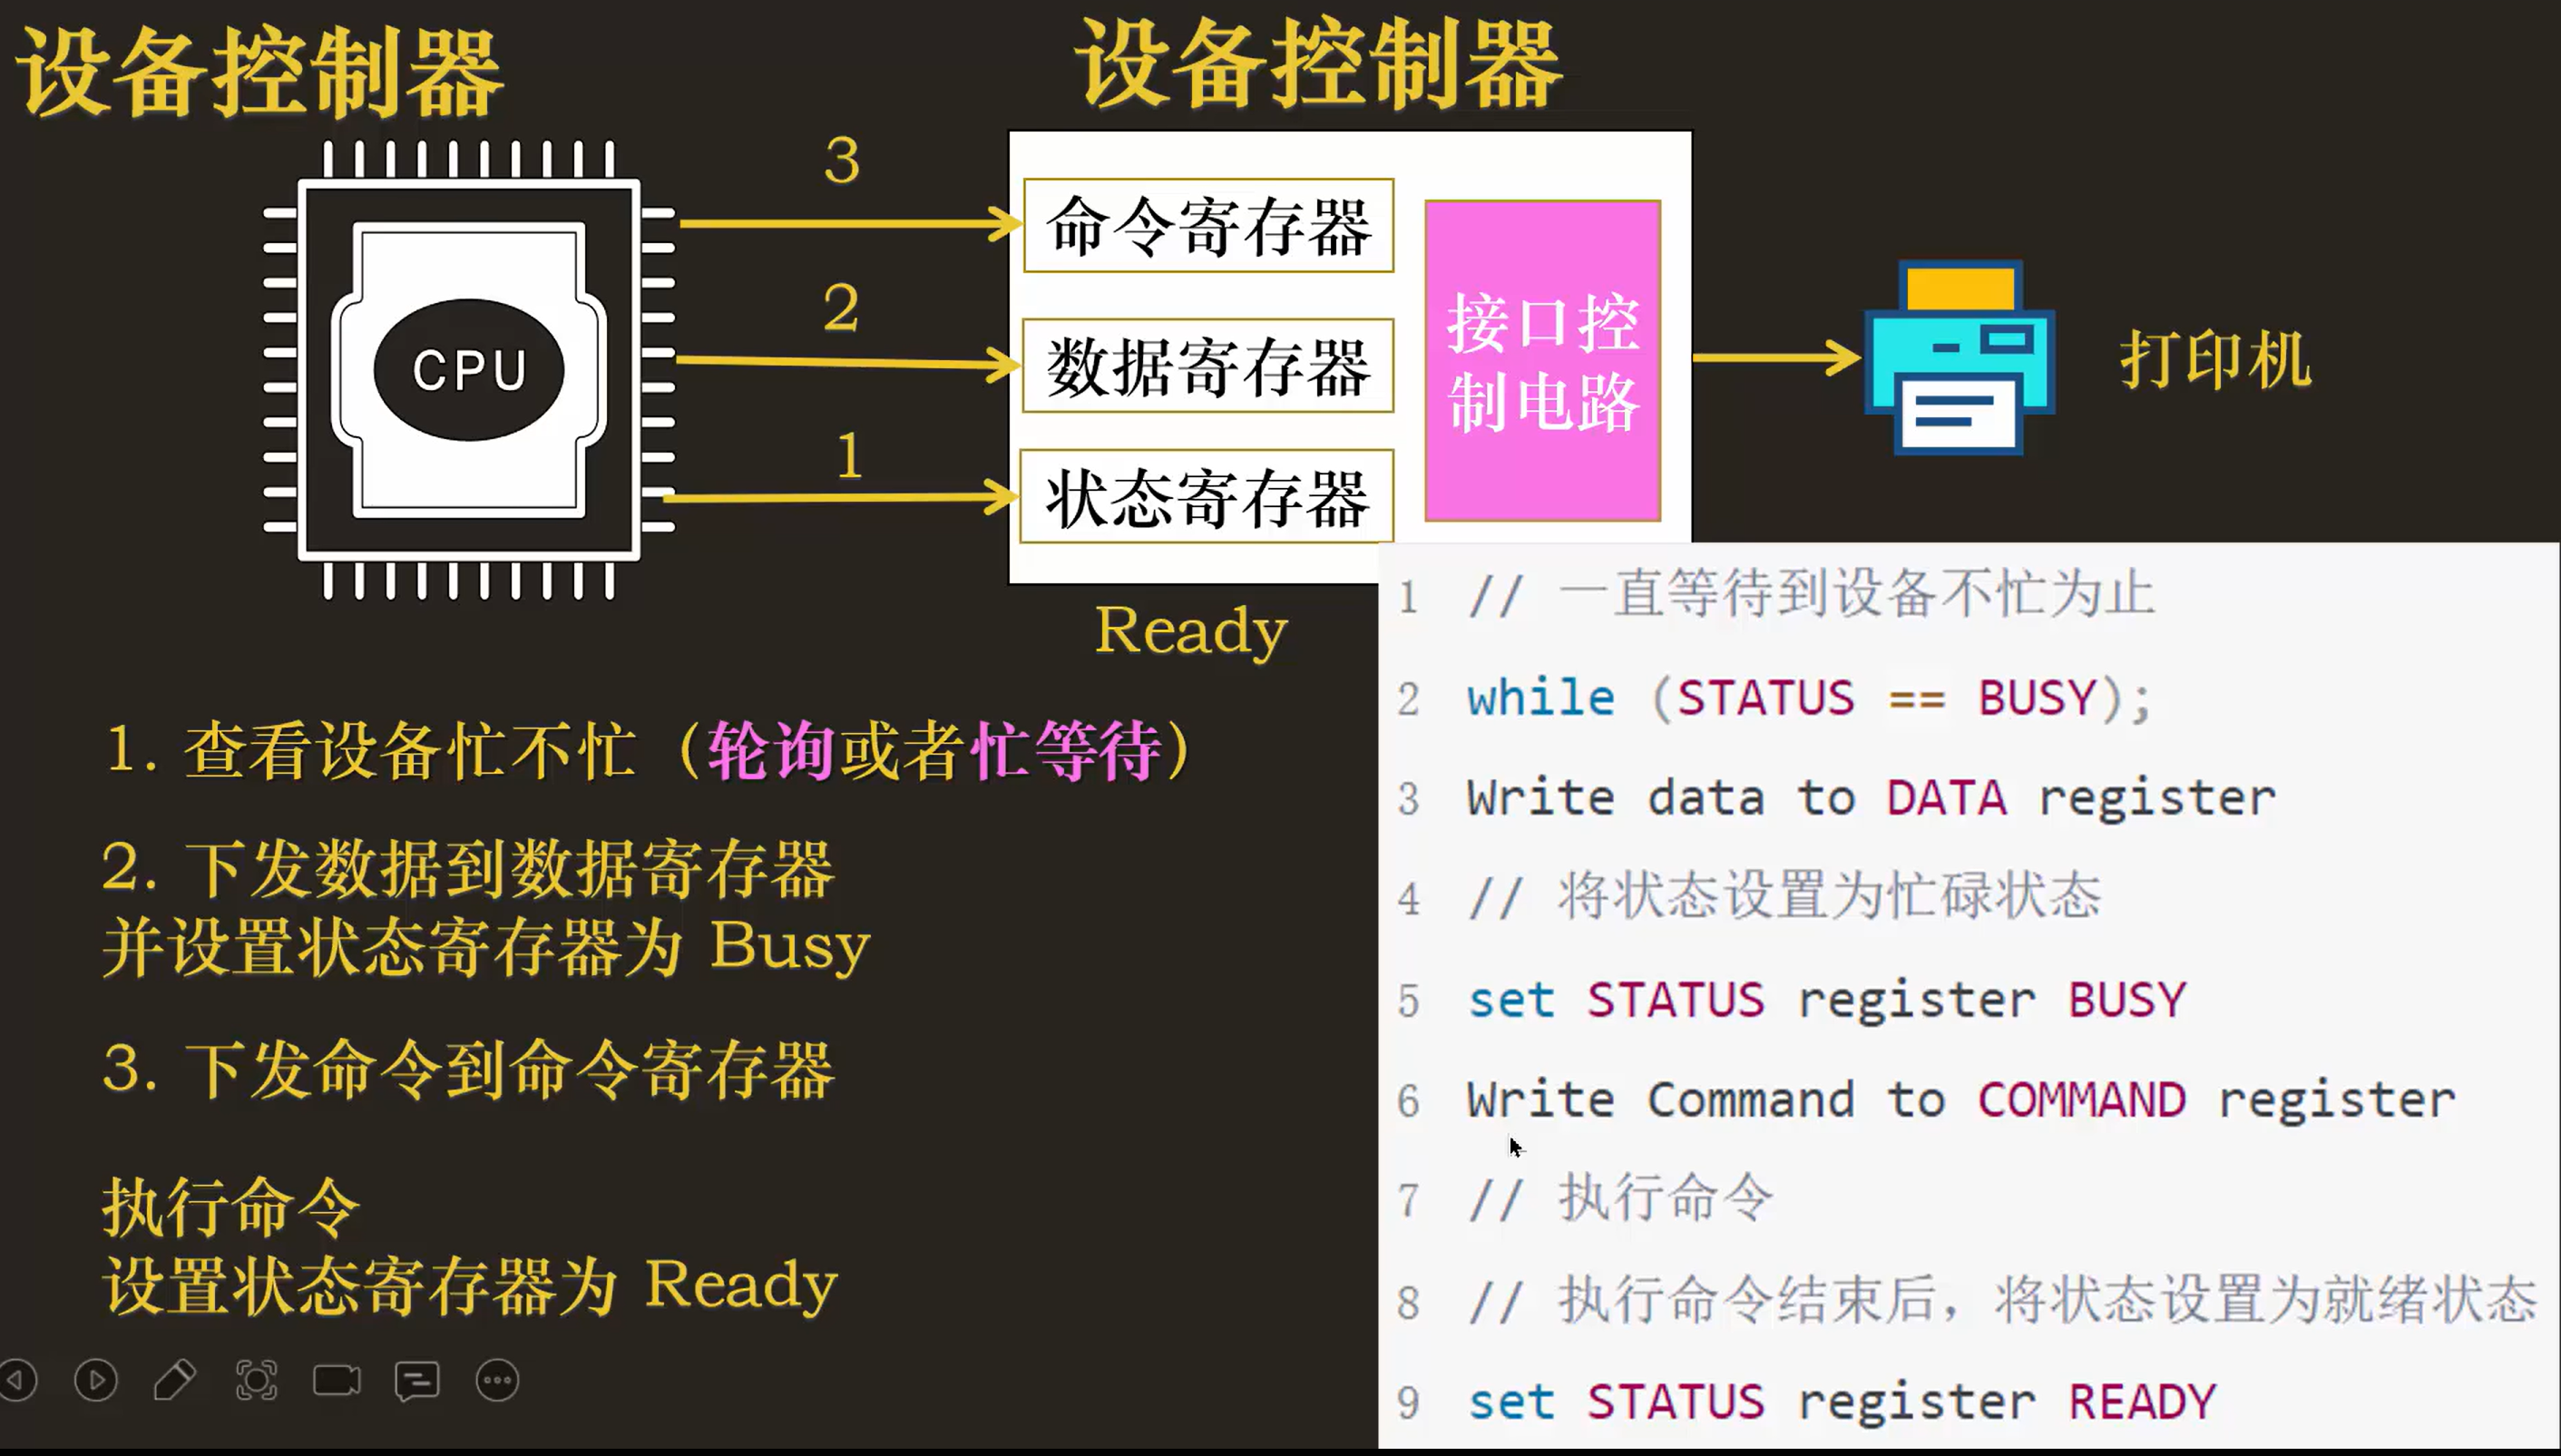 设备控制器
设备控制器
CPU
3
2
1
命令寄存器
数据寄存器
状态寄存器
接口控
制电路
打印机
Ready
1. 查看设备忙不忙（轮询或者忙等待）
2. 下发数据到数据寄存器
并设置状态寄存器为 Busy
3. 下发命令到命令寄存器
执行命令
设置状态寄存器为 Ready
1 // 一直等待到设备不忙为止
2 while (STATUS == BUSY);
3 Write data to DATA register
4 // 将状态设置为忙碌状态
5 set STATUS register BUSY
6 Write Command to COMMAND register
7 // 执行命令
8 // 执行命令结束后，将状态设置为就绪状态
9 set STATUS register READY